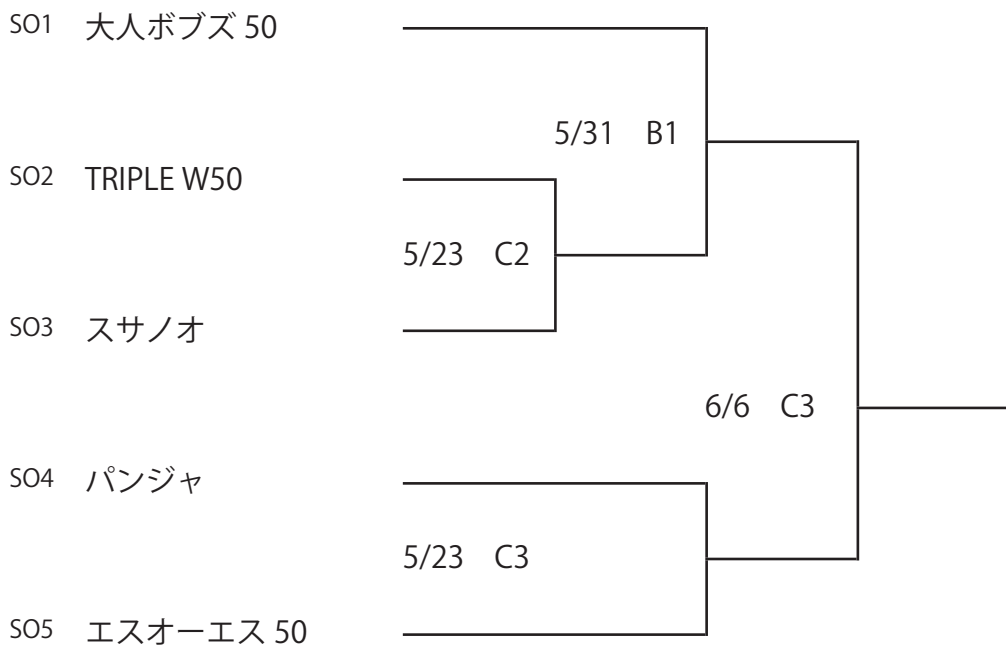 SO1 大人ボブズ 50
5/31 B1
SO2 TRIPLE W50
5/23 C2
SO3 スサノオ
6/6 C3
SO4 パンジャ
5/23 C3
SO5 エスオーエス 50